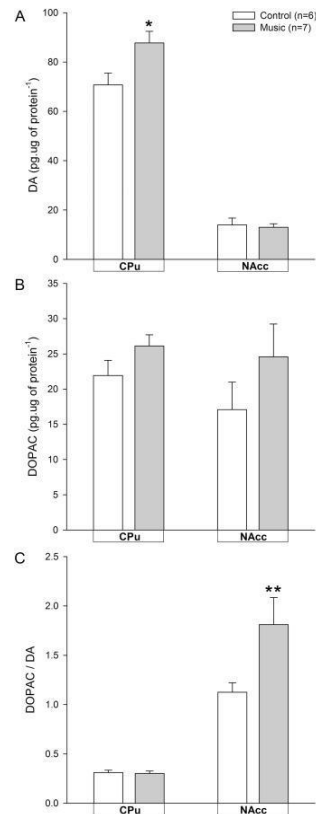 A
Control (n=6)
Music (n=7)
DA (pg.ug of protein⁻¹)
100
80
60
40
20
0
*
CPu NAcc
B
DOPAC (pg.ug of protein⁻¹)
35
30
25
20
15
10
5
0
CPu NAcc
C
DOPAC / DA
2.5
2.0
1.5
1.0
0.5
0.0
**
CPu NAcc